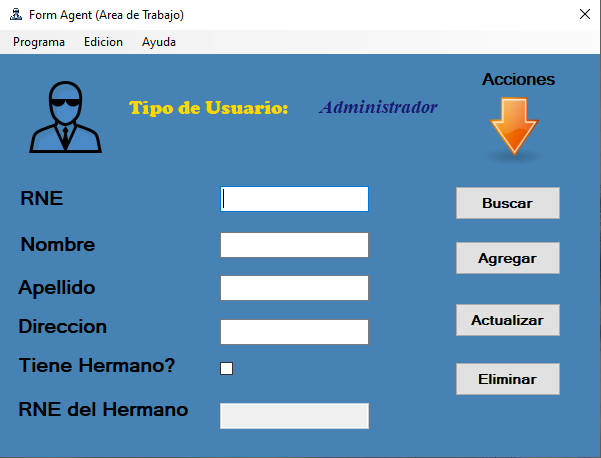 Form Agent (Area de Trabajo)
Programa Edicion Ayuda
Acciones
Tipo de Usuario: Administrador
RNE
Buscar
Nombre
Agregar
Apellido
Direccion
Actualizar
Tiene Hermano?
Eliminar
RNE del Hermano